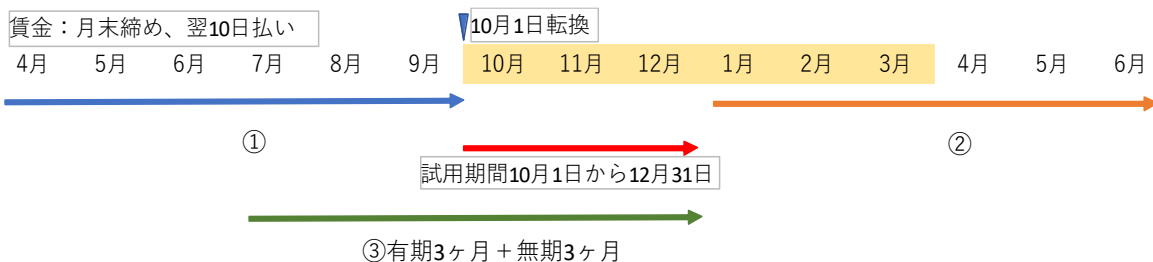 賃金：月末締め、翌10日払い
10月1日転換
4月 5月 6月 7月 8月 9月 10月 11月 12月 1月 2月 3月 4月 5月 6月
① ②
試用期間10月1日から12月31日
③有期3ヶ月＋無期3ヶ月